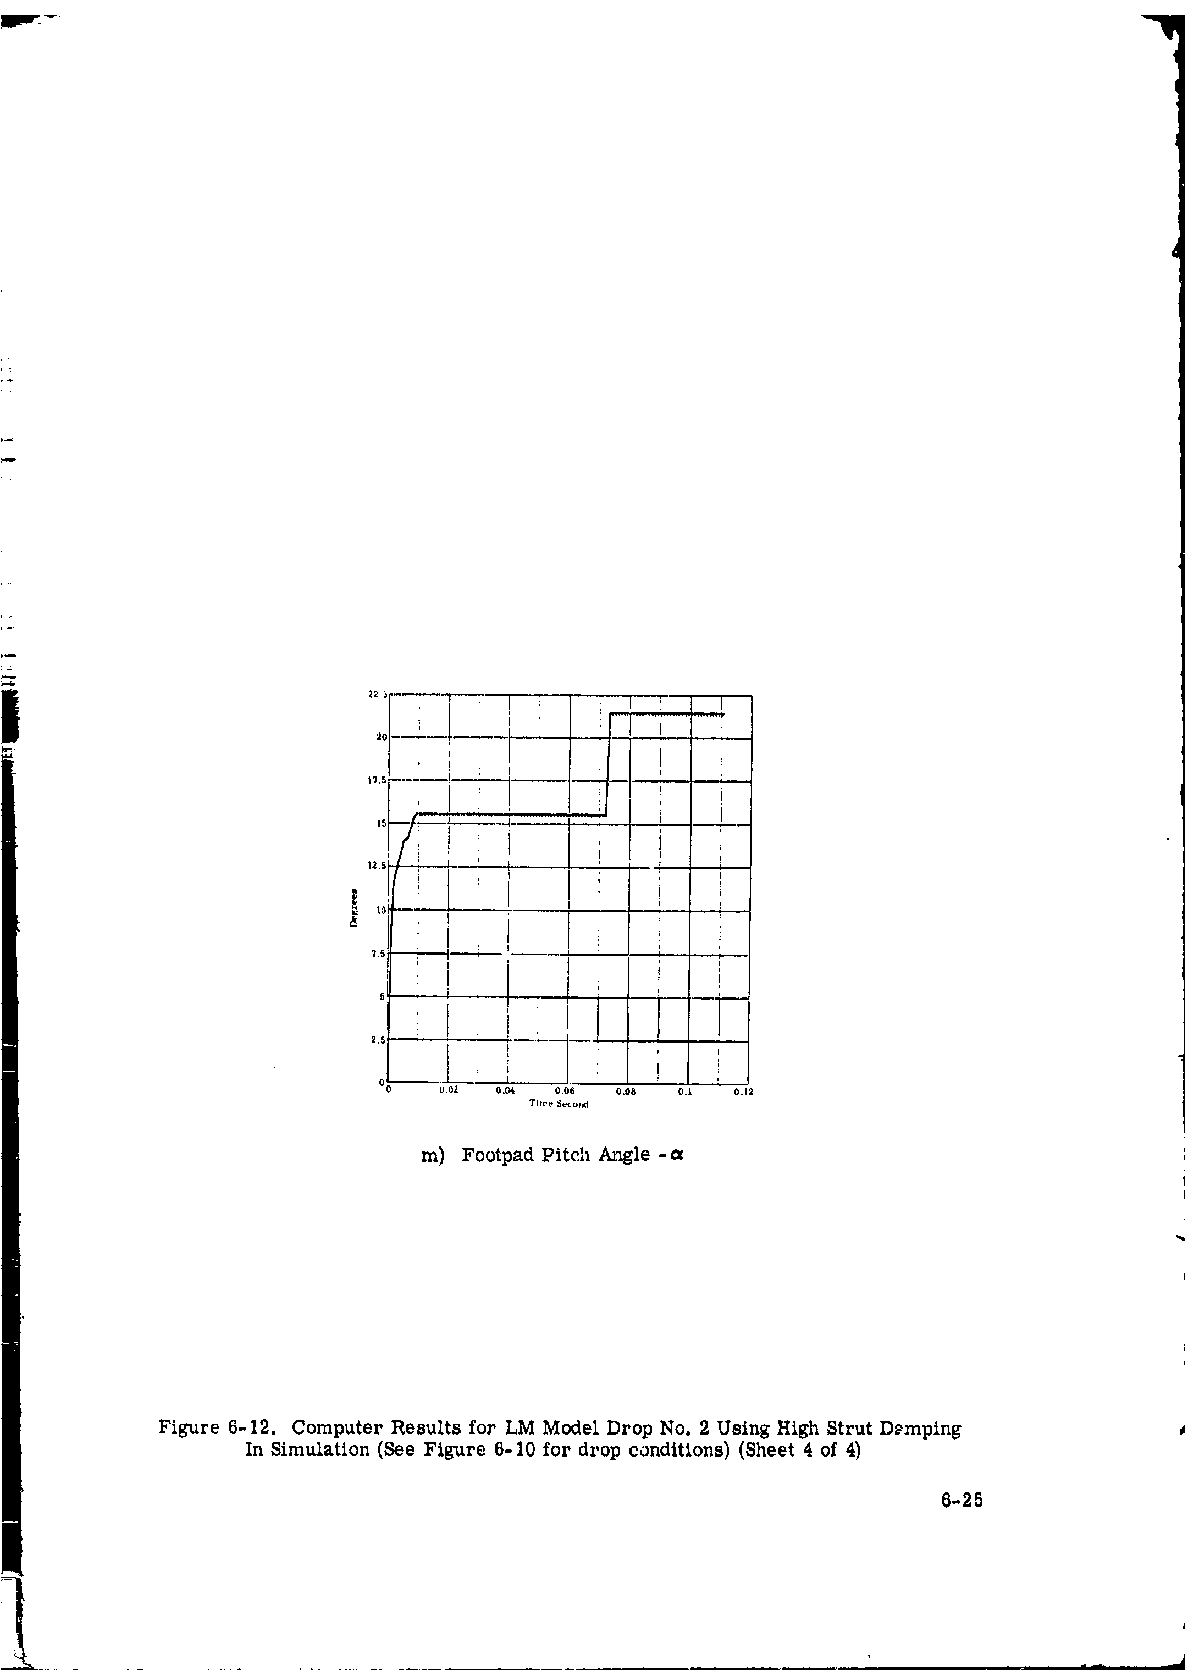 20
17.5
15
12.5
10
Degrees
7.5
5
2.5
0
0 0.02 0.04 0.06 0.08 0.1 0.12
Time Second
m) Footpad Pitch Angle - α
Figure 6-12. Computer Results for LM Model Drop No. 2 Using High Strut Damping
In Simulation (See Figure 6-10 for drop conditions) (Sheet 4 of 4)
6-25